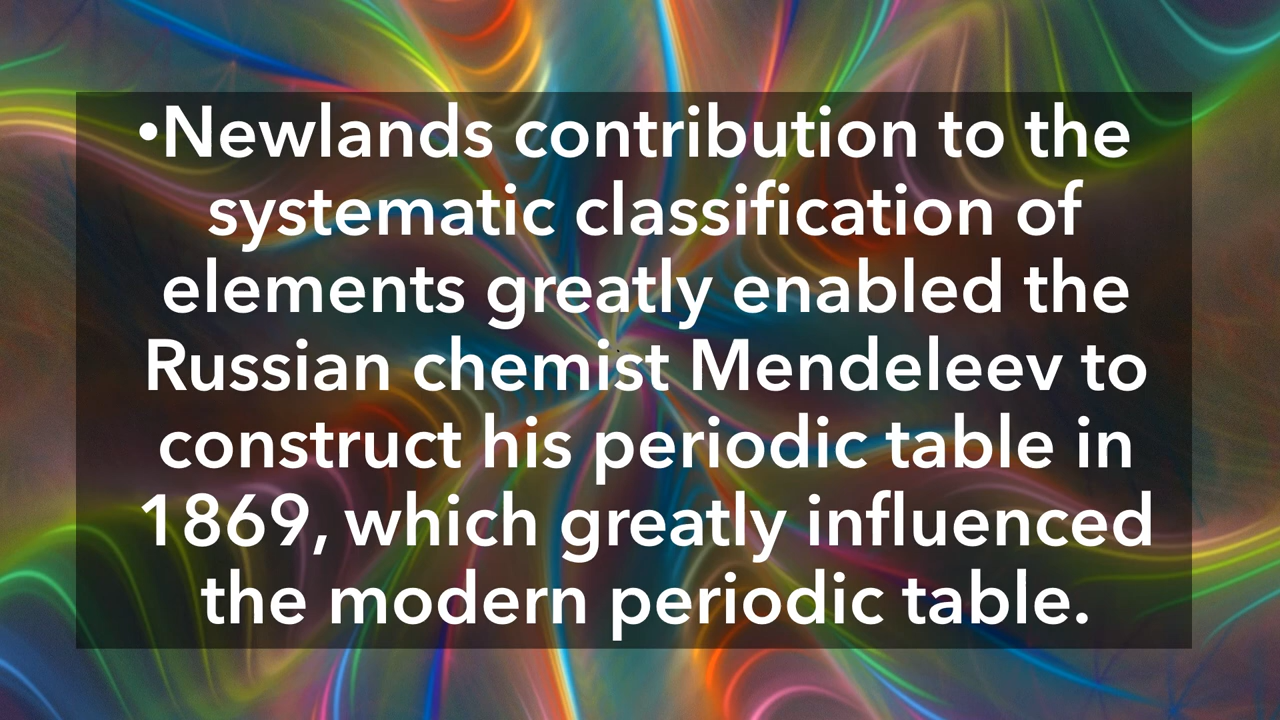 •Newlands contribution to the
systematic classification of
elements greatly enabled the
Russian chemist Mendeleev to
construct his periodic table in
1869, which greatly influenced
the modern periodic table.